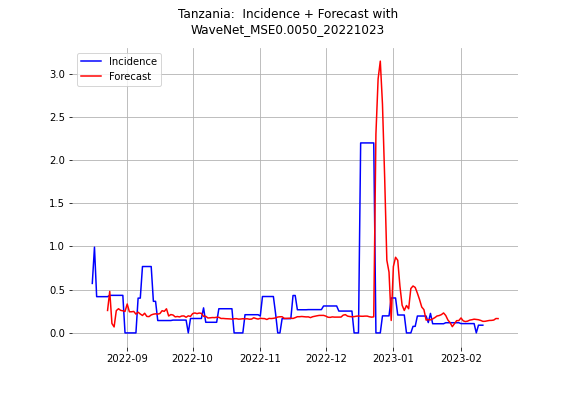 Tanzania:  Incidence + Forecast with
WaveNet_MSE0.0050_20221023
Incidence
Forecast
3.0
2.5
2.0
1.5
1.0
0.5
0.0
2022-09 2022-10 2022-11 2022-12 2023-01 2023-02